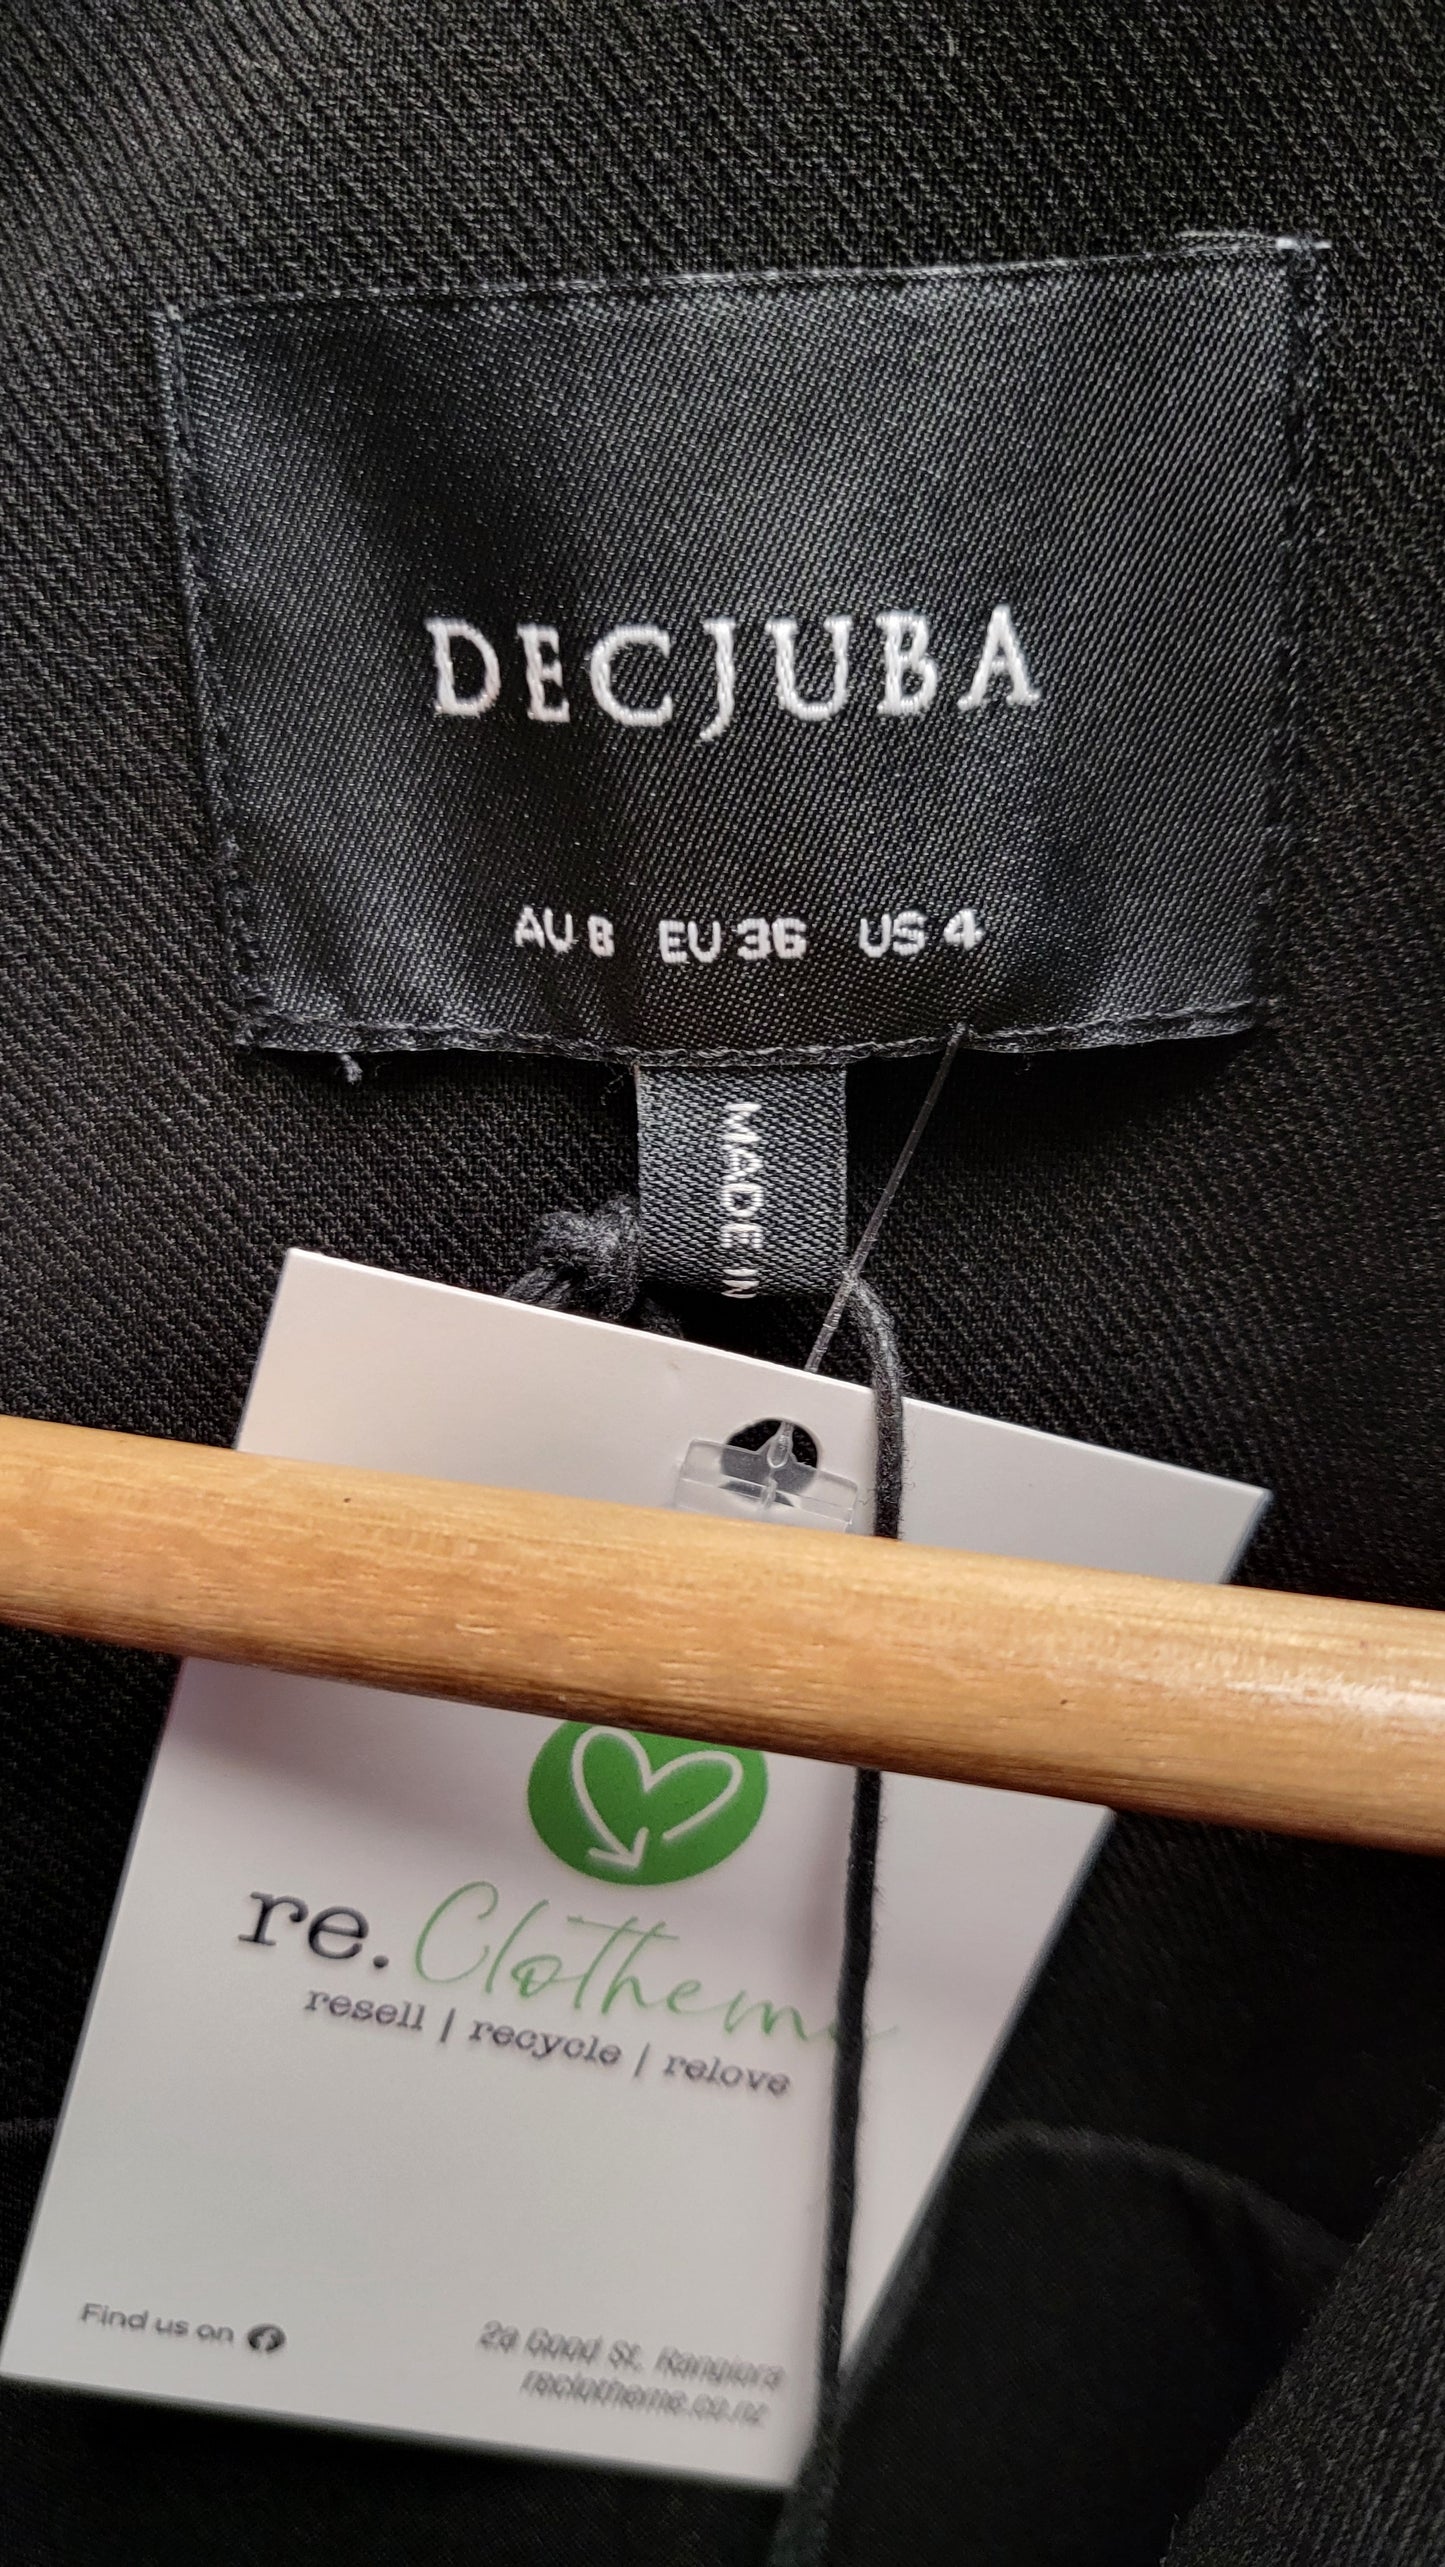 DECJUBA
AU 8 EU 36 US 4
MADE IN
re.Clotheme
resell | recycle | relove
Find us on
2a Good St, Rangiora
reclotheme.co.nz